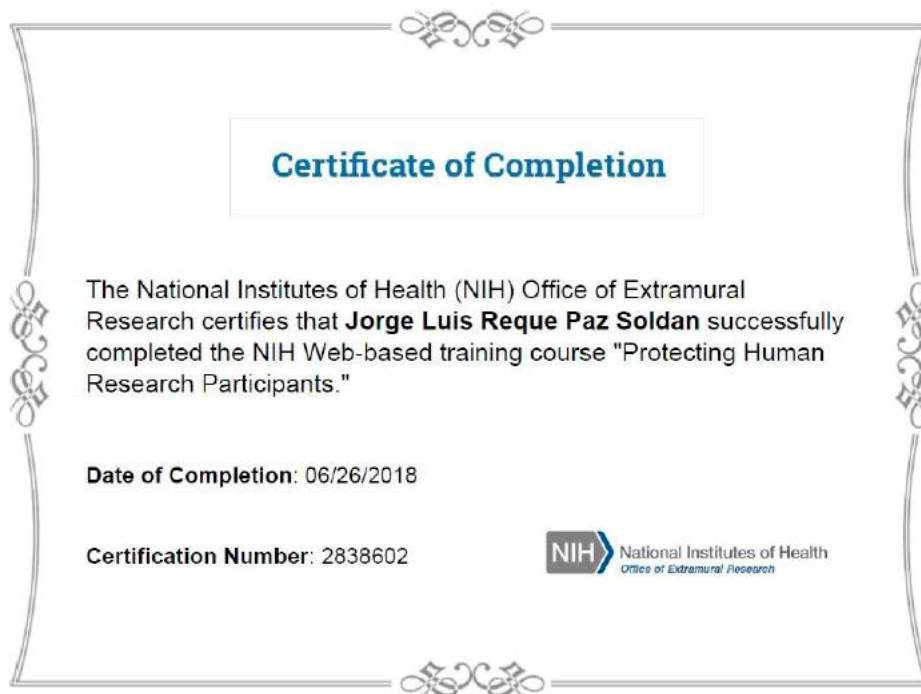 Certificate of Completion
The National Institutes of Health (NIH) Office of Extramural
Research certifies that Jorge Luis Reque Paz Soldan successfully
completed the NIH Web-based training course "Protecting Human
Research Participants."
Date of Completion: 06/26/2018
Certification Number: 2838602
NIH National Institutes of Health
Office of Extramural Research